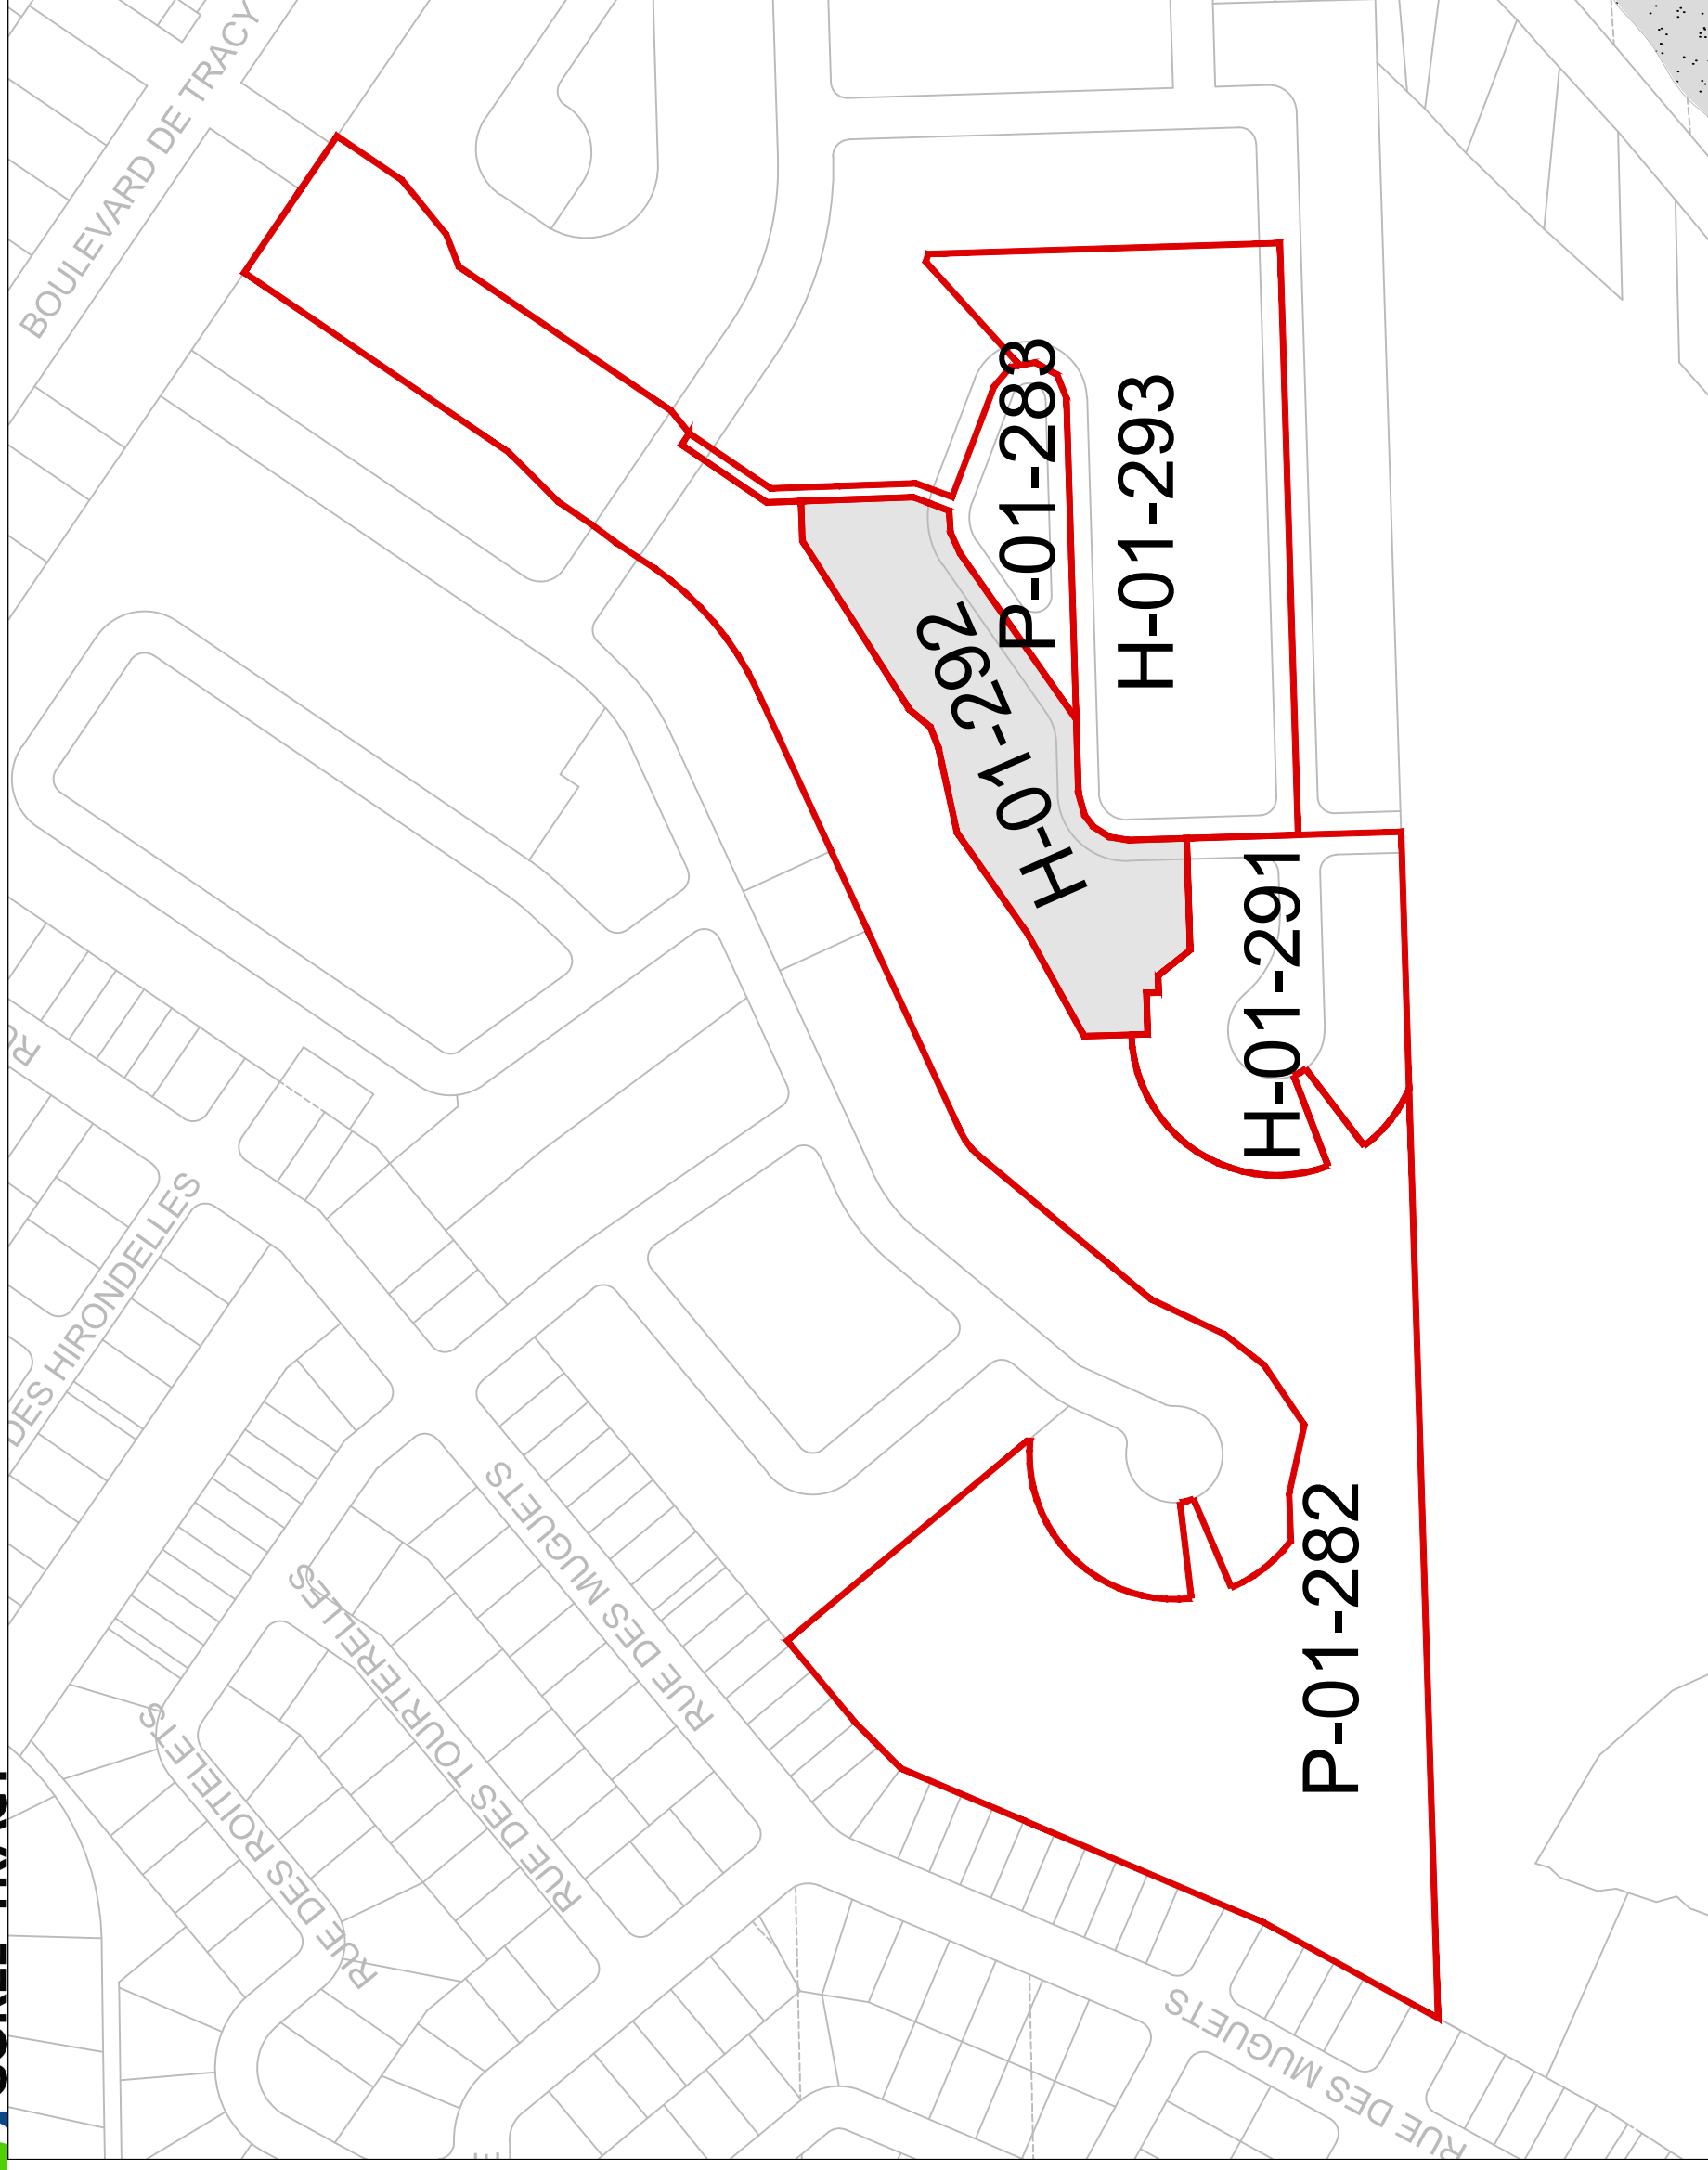 BOULEVARD DE TRACY
P-01-283
H-01-293
H-01-292
H-01-291
DES HIRONDELLES
RUE DES MUGUETS
RUE DES TOURTERELLES
RUE DES ROITELETS
P-01-282
RUE DES MUGUETS